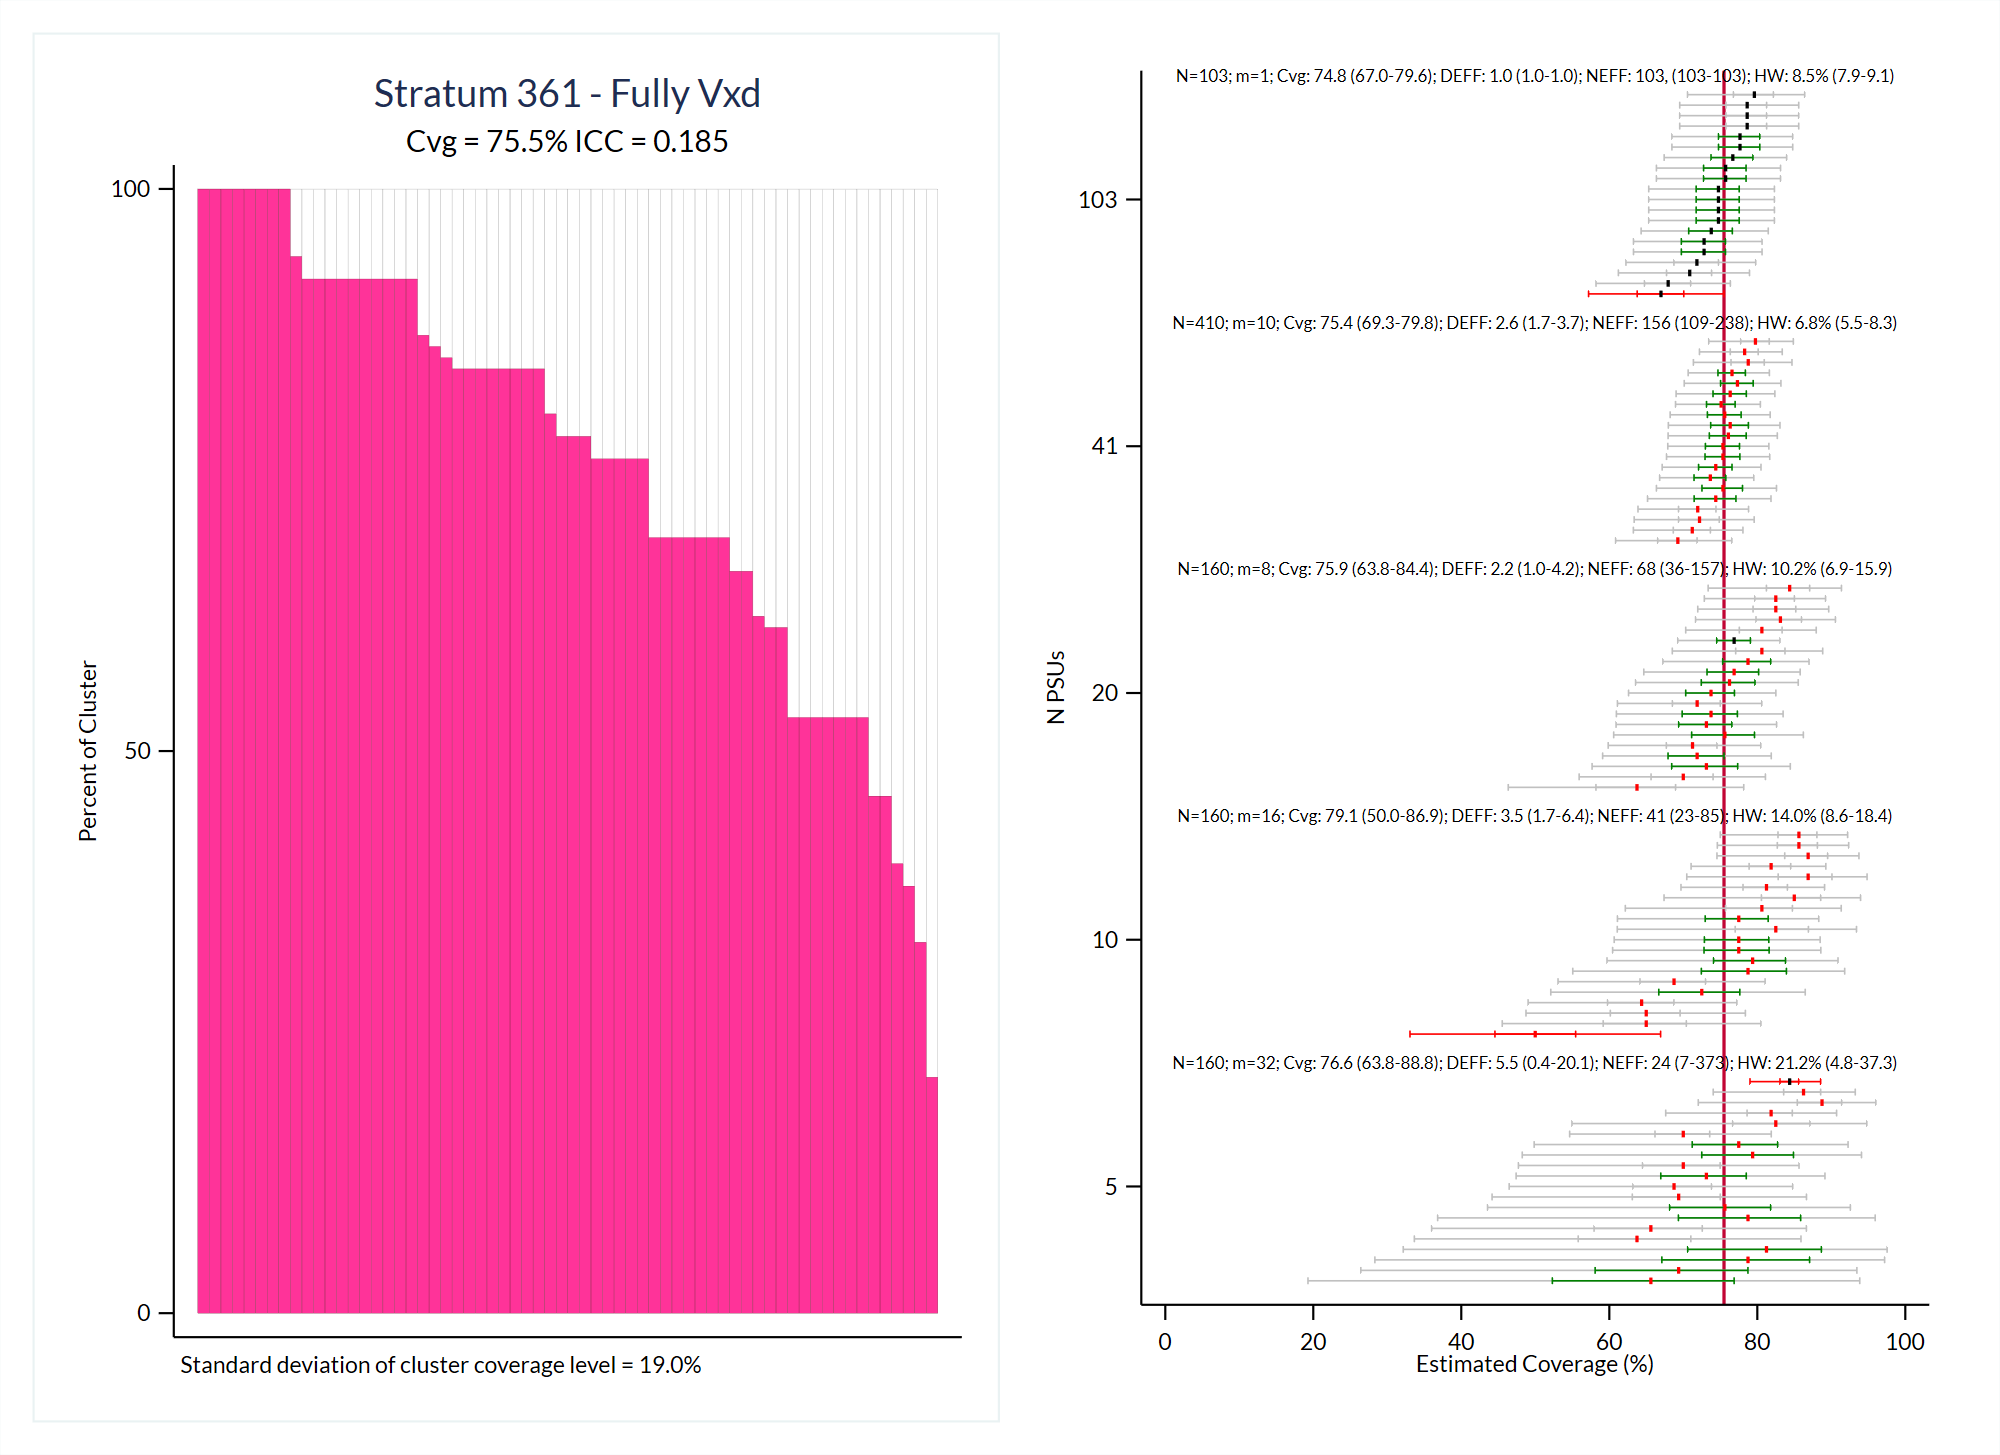 Stratum 361 - Fully Vxd
Cvg = 75.5% ICC = 0.185
100
50
0
Percent of Cluster
Standard deviation of cluster coverage level = 19.0%
N=103; m=1; Cvg: 74.8 (67.0-79.6); DEFF: 1.0 (1.0-1.0); NEFF: 103, (103-103); HW: 8.5% (7.9-9.1)
103
N=410; m=10; Cvg: 75.4 (69.3-79.8); DEFF: 2.6 (1.7-3.7); NEFF: 156 (109-238); HW: 6.8% (5.5-8.3)
41
N=160; m=8; Cvg: 75.9 (63.8-84.4); DEFF: 2.2 (1.0-4.2); NEFF: 68 (36-157); HW: 10.2% (6.9-15.9)
N PSUs
20
N=160; m=16; Cvg: 79.1 (50.0-86.9); DEFF: 3.5 (1.7-6.4); NEFF: 41 (23-85); HW: 14.0% (8.6-18.4)
10
N=160; m=32; Cvg: 76.6 (63.8-88.8); DEFF: 5.5 (0.4-20.1); NEFF: 24 (7-373); HW: 21.2% (4.8-37.3)
5
0 20 40 60 80 100
Estimated Coverage (%)